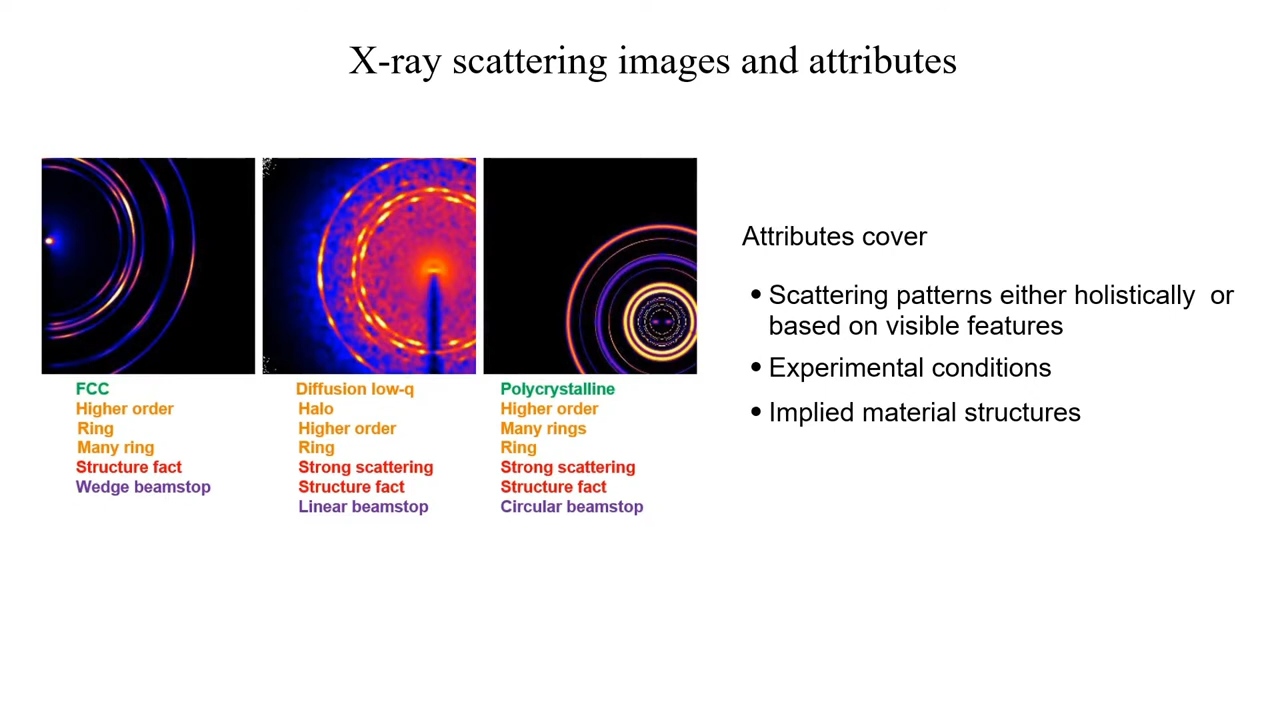 X-ray scattering images and attributes
FCC
Higher order
Ring
Many ring
Structure fact
Wedge beamstop
Diffusion low-q
Halo
Higher order
Ring
Strong scattering
Structure fact
Linear beamstop
Polycrystalline
Higher order
Many rings
Ring
Strong scattering
Structure fact
Circular beamstop
Attributes cover
• Scattering patterns either holistically or
based on visible features
• Experimental conditions
• Implied material structures